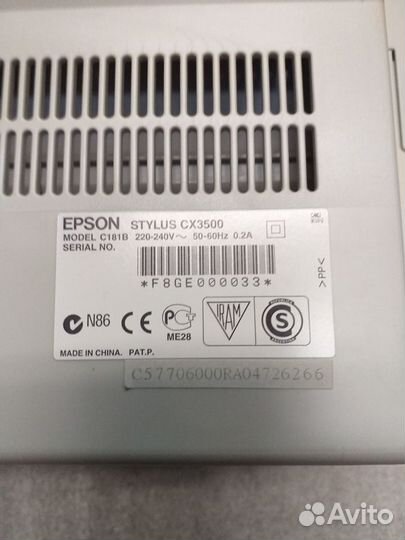 EPSON STYLUS CX3500
MODEL C181B 220-240V~ 50-60Hz 0.2A
SERIAL NO.
*F8GE000033*
>PP<
N86 CE ME28 IRAM S
MADE IN CHINA. PAT.P.
C57706000RA04726266
Avito